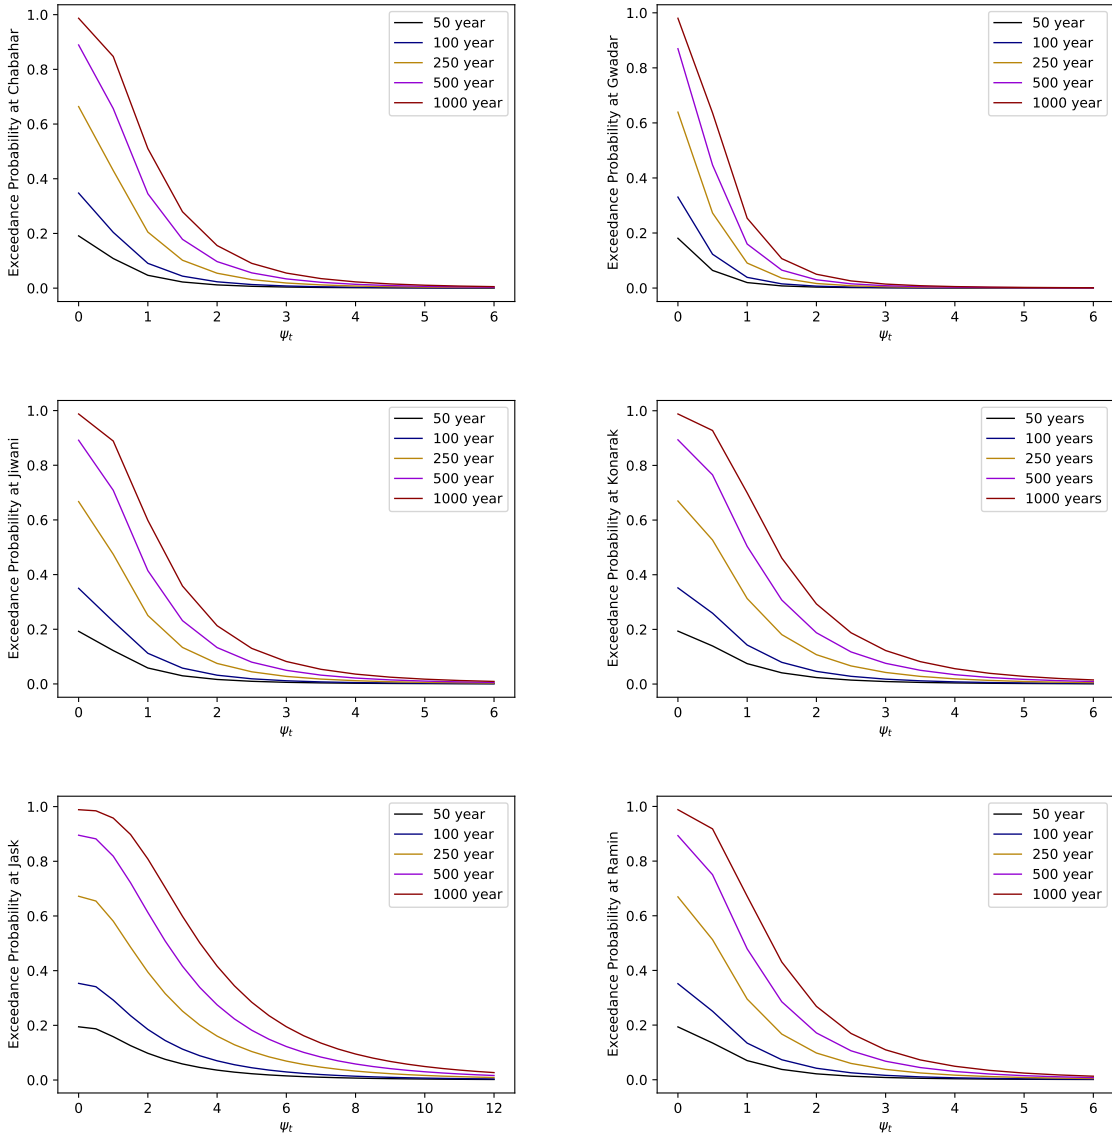 Exceedance Probability at Chabahar
1.0
0.8
0.6
0.4
0.2
0.0
0 1 2 3 4 5 6
ψt
50 year
100 year
250 year
500 year
1000 year
Exceedance Probability at Gwadar
1.0
0.8
0.6
0.4
0.2
0.0
0 1 2 3 4 5 6
ψt
50 year
100 year
250 year
500 year
1000 year
Exceedance Probability at Jiwani
1.0
0.8
0.6
0.4
0.2
0.0
0 1 2 3 4 5 6
ψt
50 year
100 year
250 year
500 year
1000 year
Exceedance Probability at Konarak
1.0
0.8
0.6
0.4
0.2
0.0
0 1 2 3 4 5 6
ψt
50 years
100 years
250 years
500 years
1000 years
Exceedance Probability at Jask
1.0
0.8
0.6
0.4
0.2
0.0
0 2 4 6 8 10 12
ψt
50 year
100 year
250 year
500 year
1000 year
Exceedance Probability at Ramin
1.0
0.8
0.6
0.4
0.2
0.0
0 1 2 3 4 5 6
ψt
50 year
100 year
250 year
500 year
1000 year